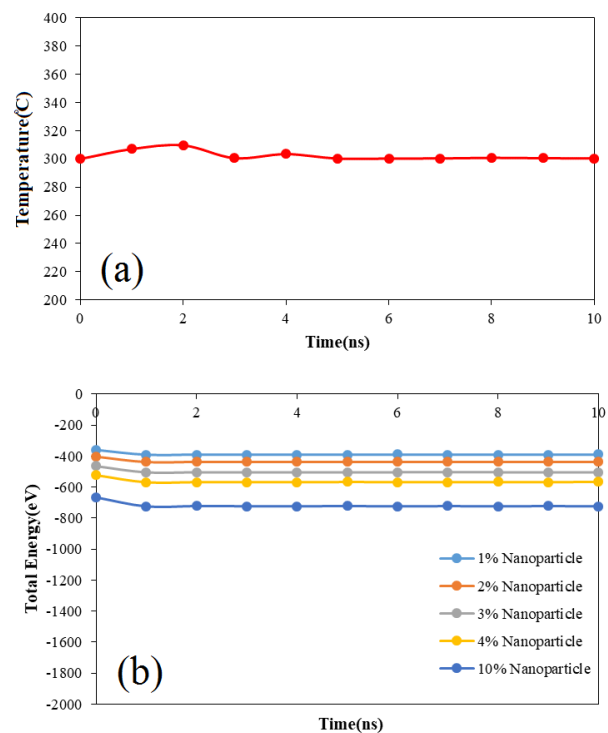 400
380
360
340
320
300
280
260
240
220
200
Temperature(℃)
(a)
0 2 4 6 8 10
Time(ns)
0
-200
-400
-600
-800
-1000
-1200
-1400
-1600
-1800
-2000
0 2 4 6 8 10
Total Energy(eV)
1% Nanoparticle
2% Nanoparticle
3% Nanoparticle
4% Nanoparticle
10% Nanoparticle
(b)
Time(ns)